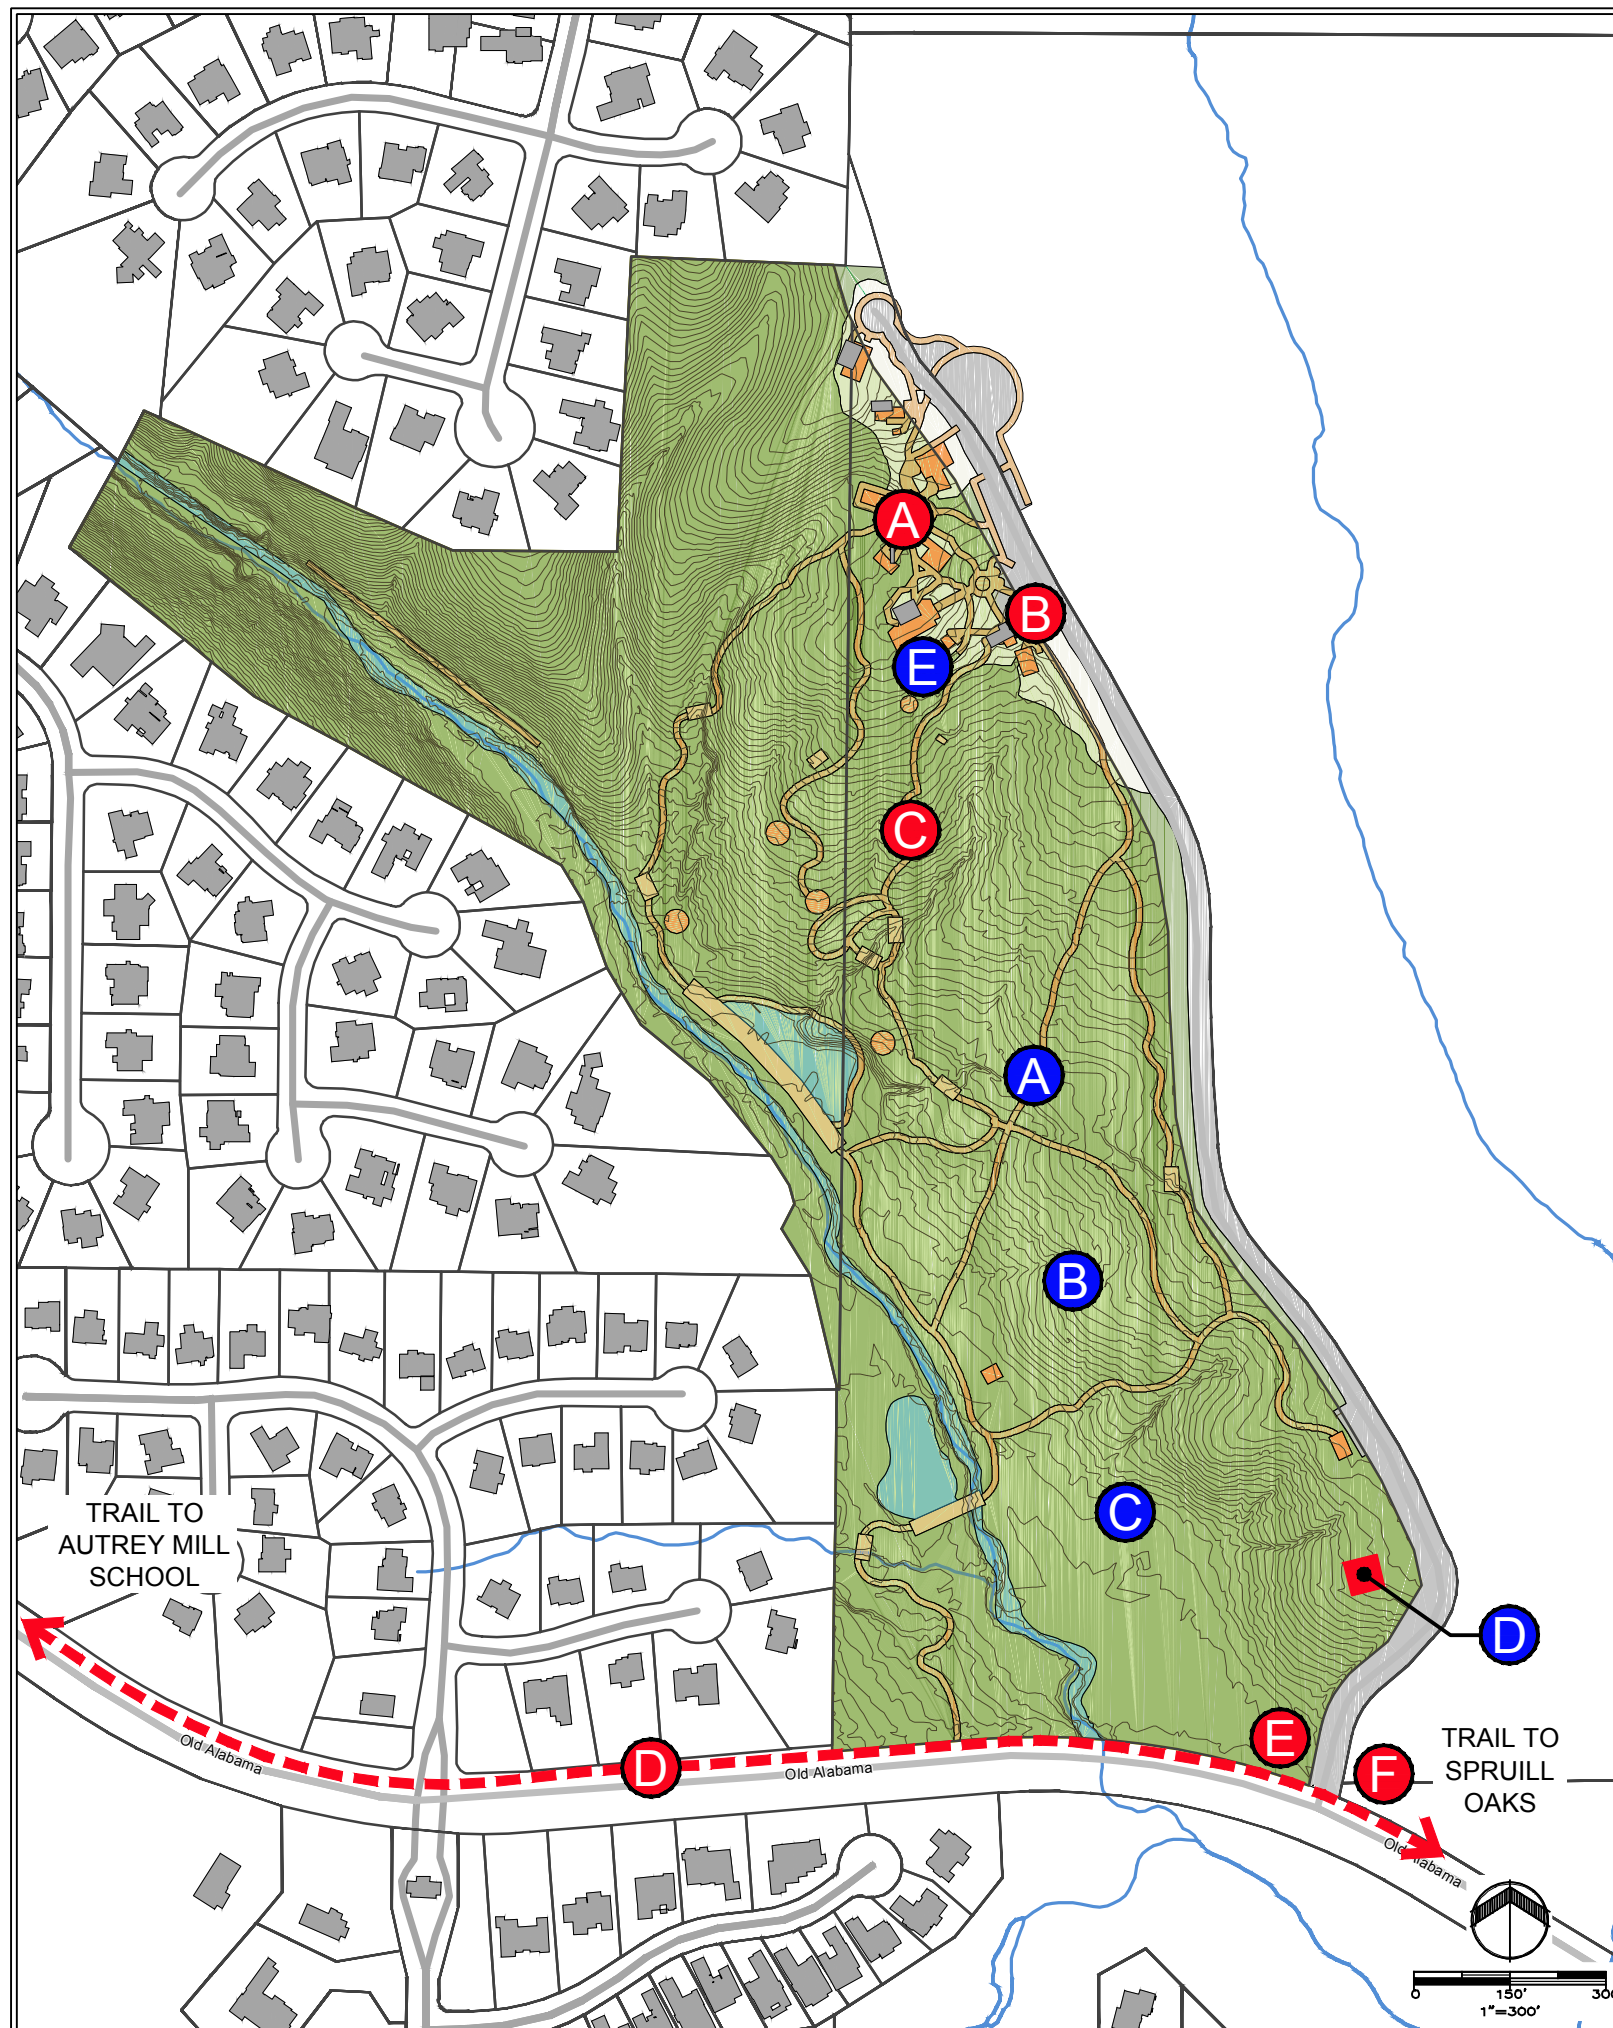 A
B
E
C
A
B
C
TRAIL TO
AUTREY MILL
SCHOOL
D
E
F
TRAIL TO
SPRUILL
OAKS
D
Old Alabama
Old Alabama
Old Alabama
0 150' 300
1"=300'